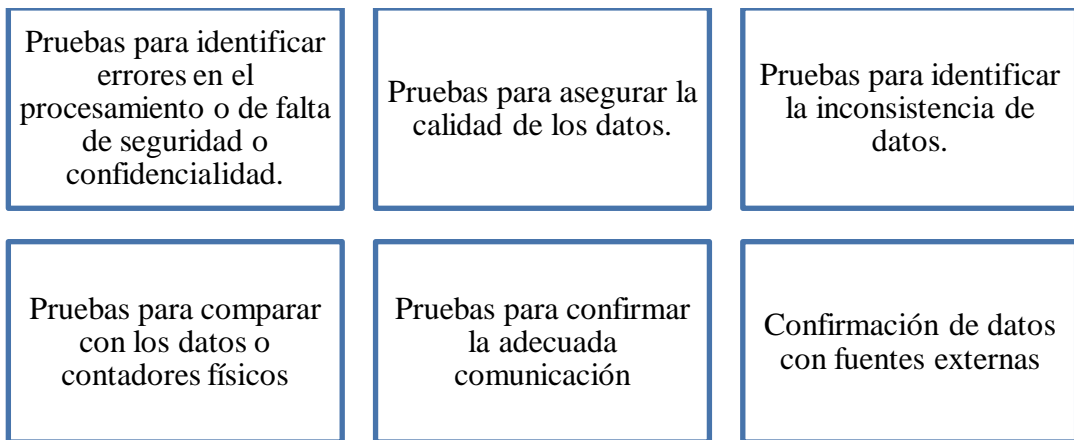 Pruebas para identificar
errores en el
procesamiento o de falta
de seguridad o
confidencialidad.
Pruebas para asegurar la
calidad de los datos.
Pruebas para identificar
la inconsistencia de
datos.
Pruebas para comparar
con los datos o
contadores físicos
Pruebas para confirmar
la adecuada
comunicación
Confirmación de datos
con fuentes externas